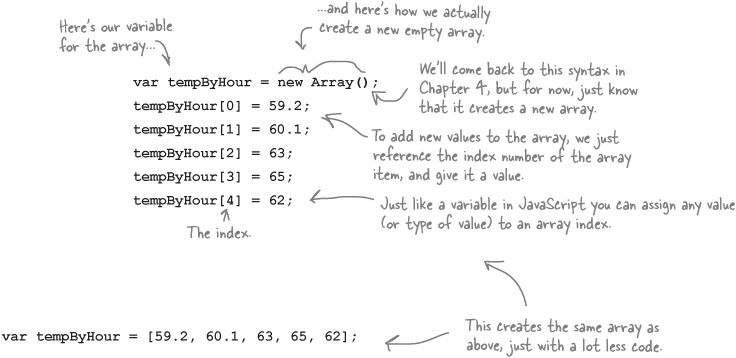 ...and here's how we actually
create a new empty array.
Here's our variable
for the array...
var tempByHour = new Array();
We'll come back to this syntax in
Chapter 4, but for now, just know
that it creates a new array.
tempByHour[0] = 59.2;
tempByHour[1] = 60.1;
To add new values to the array, we just
reference the index number of the array
item, and give it a value.
tempByHour[2] = 63;
tempByHour[3] = 65;
tempByHour[4] = 62;
Just like a variable in JavaScript you can assign any value
(or type of value) to an array index.
The index.
This creates the same array as
above, just with a lot less code.
var tempByHour = [59.2, 60.1, 63, 65, 62];